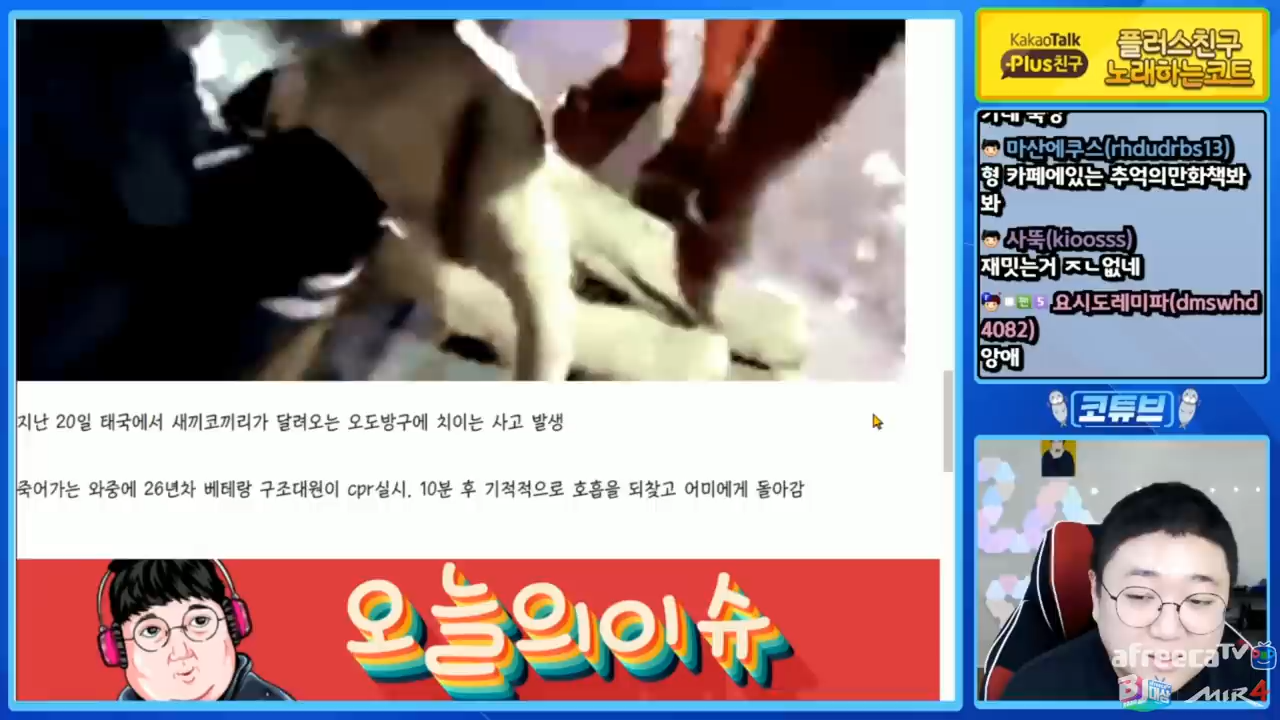 지난 20일 태국에서 새끼코끼리가 달려오는 오도방구에 치이는 사고 발생
죽어가는 와중에 26년차 베테랑 구조대원이 cpr실시. 10분 후 기적적으로 호흡을 되찾고 어미에게 돌아감
오늘의이슈
KakaoTalk
Plus친구
플러스친구
노래하는코트
마산에쿠스(rhdudrbs13)
형 카페에있는 추억의만화책봐
봐
사뚝(kioosss)
재밋는거 ㅈㄴ없네
팬 5 요시도레미파(dmswhd
4082)
앙애
코튜브
afreecaTV
BJ대상
MIR4